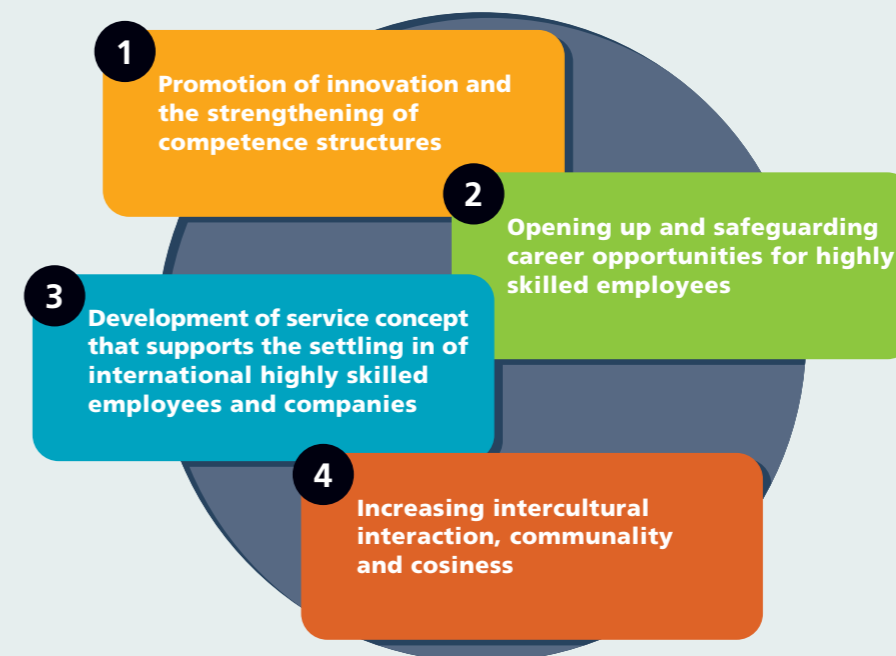 1
Promotion of innovation and
the strengthening of
competence structures
2
Opening up and safeguarding
career opportunities for highly
skilled employees
3
Development of service concept
that supports the settling in of
international highly skilled
employees and companies
4
Increasing intercultural
interaction, communality
and cosiness